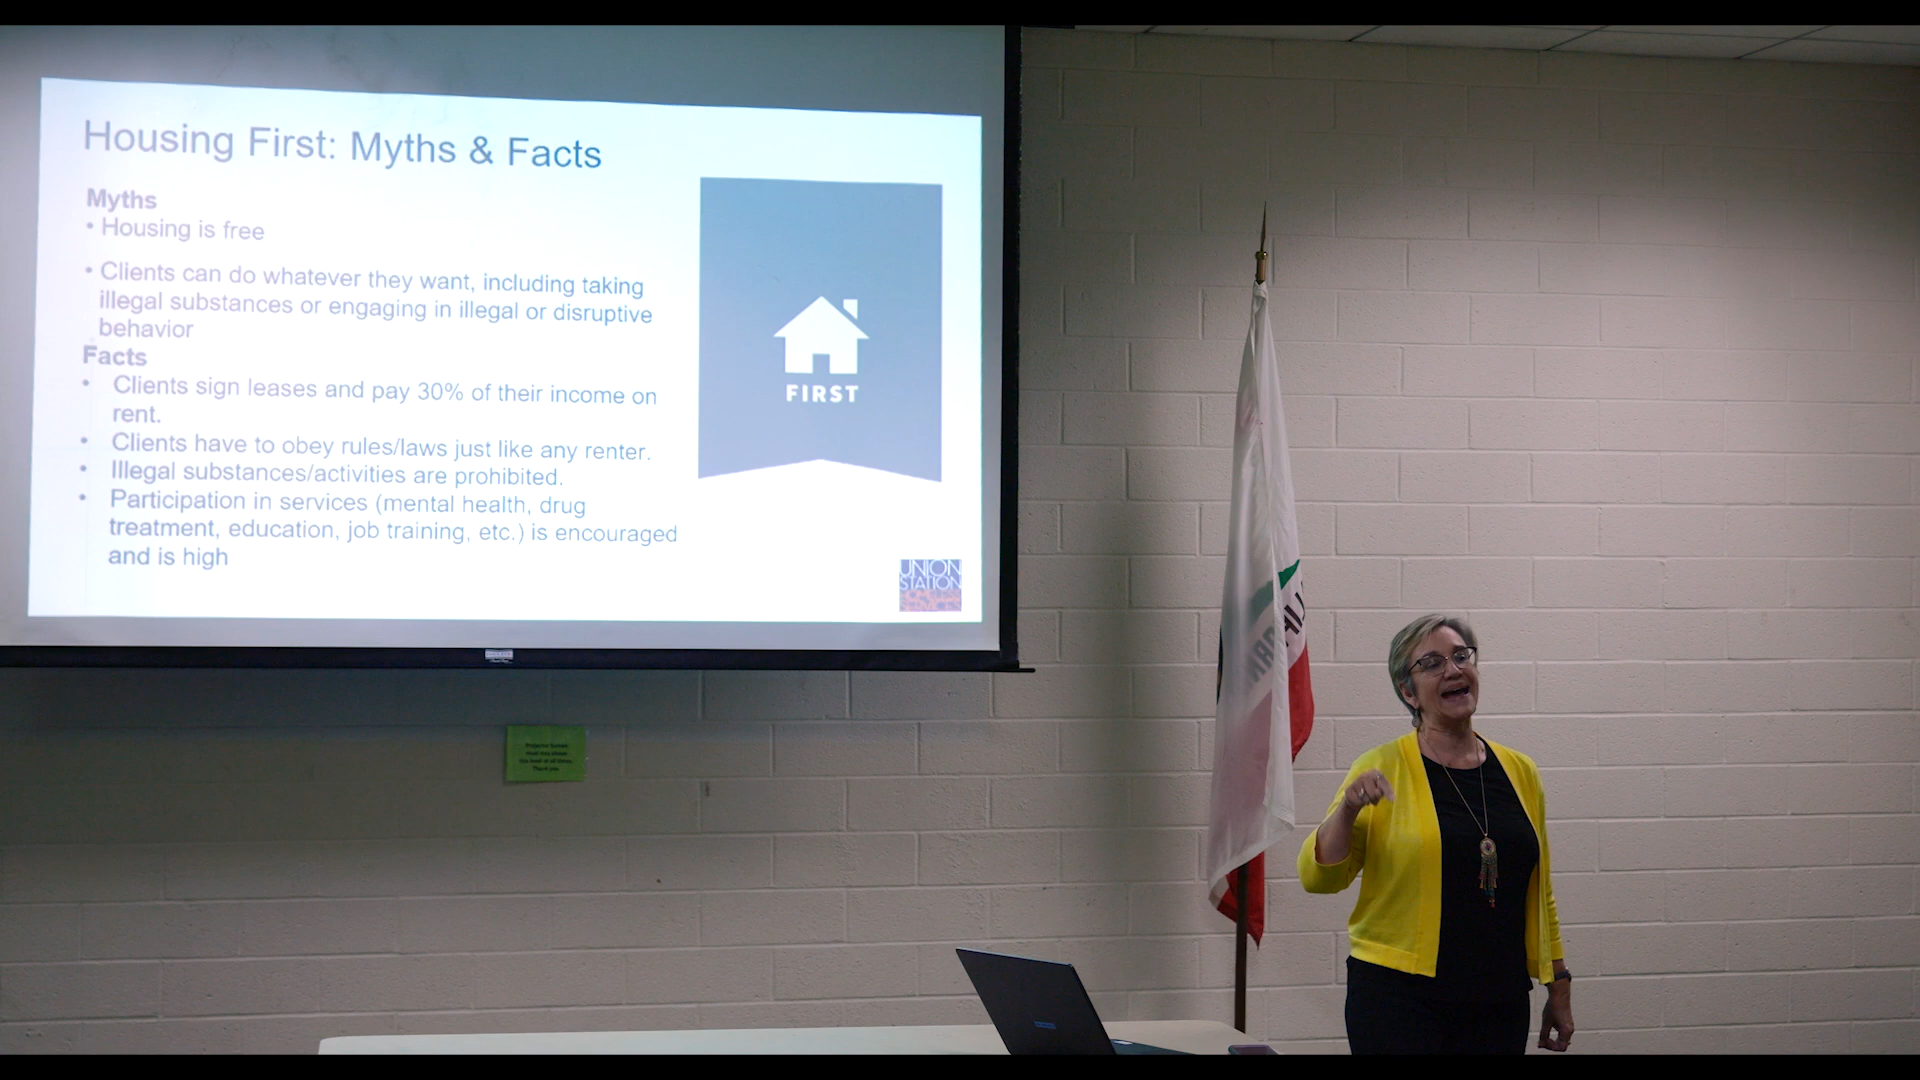 Housing First: Myths & Facts
Myths
• Housing is free
• Clients can do whatever they want, including taking
illegal substances or engaging in illegal or disruptive
behavior
Facts
• Clients sign leases and pay 30% of their income on
rent.
• Clients have to obey rules/laws just like any renter.
• Illegal substances/activities are prohibited.
• Participation in services (mental health, drug
treatment, education, job training, etc.) is encouraged
and is high
FIRST
UNION
STATION